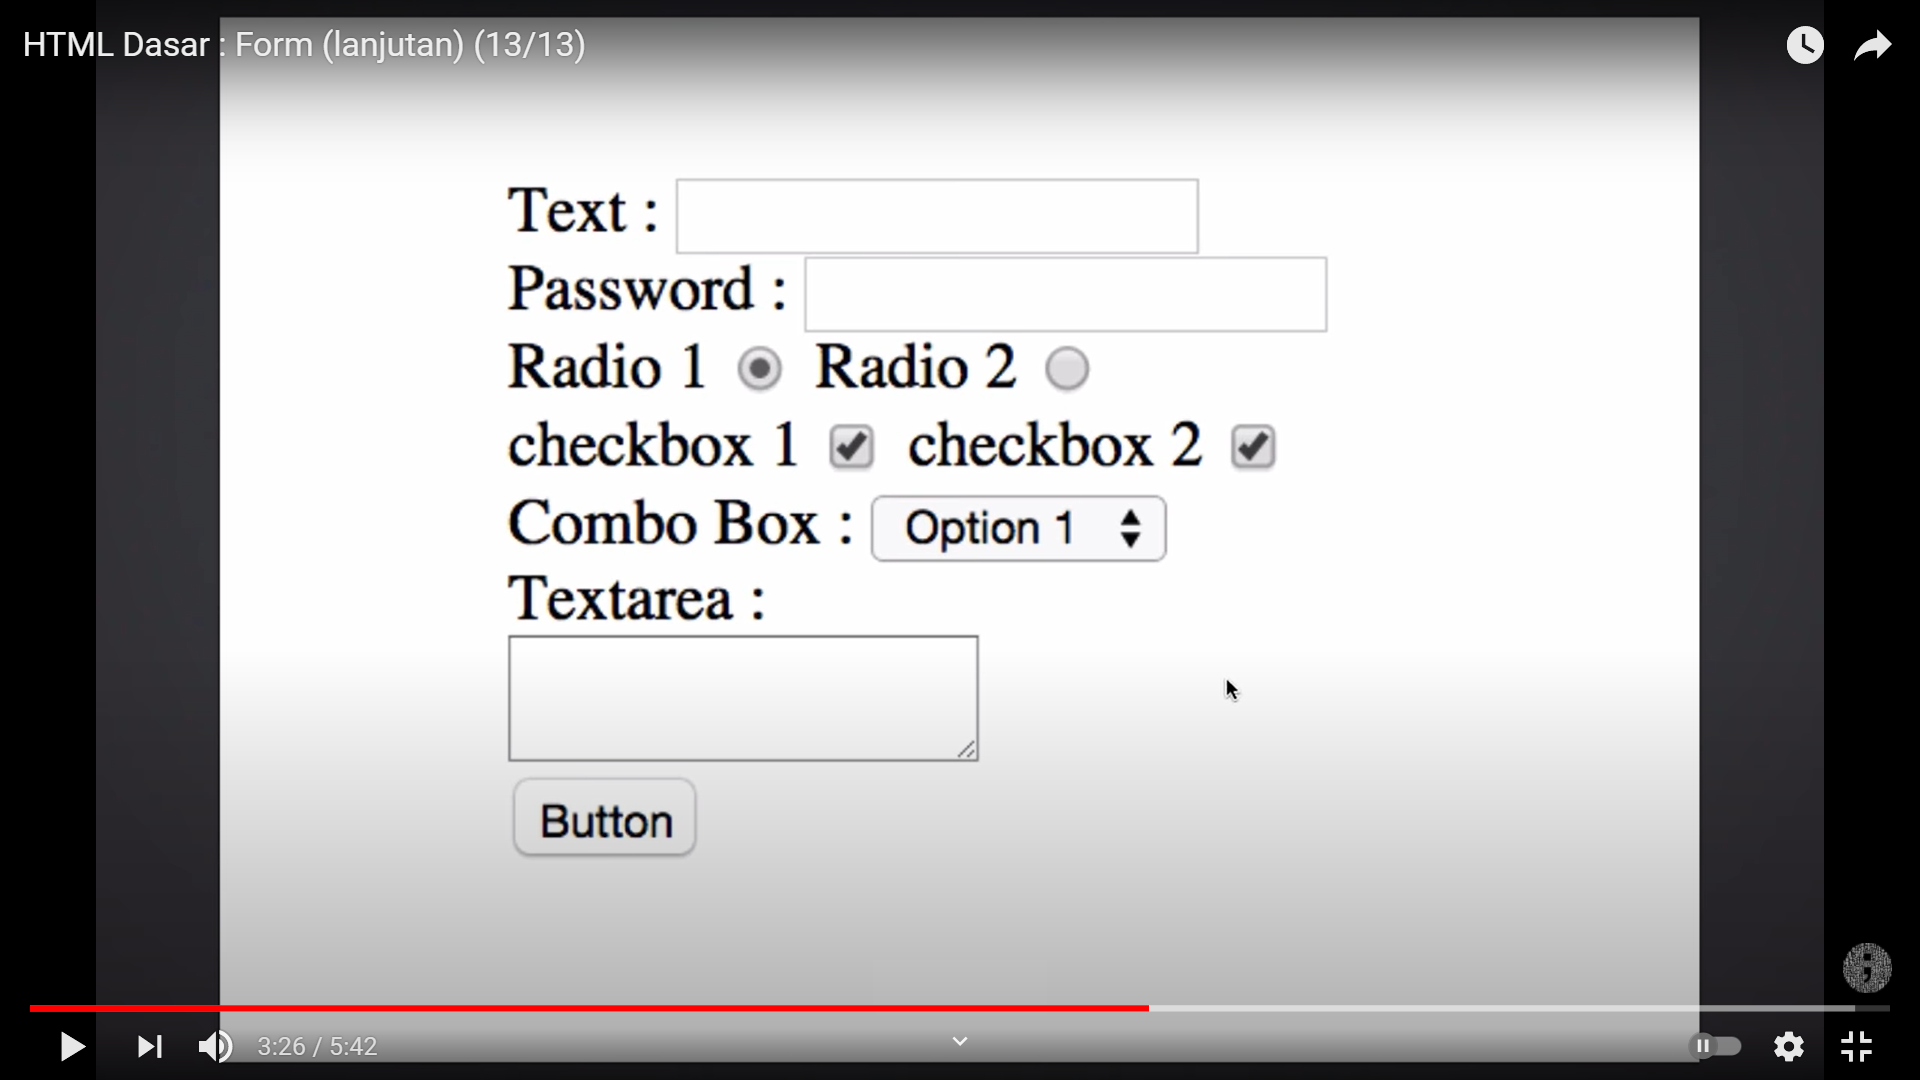 HTML Dasar : Form (lanjutan) (13/13)
Text :
Password :
Radio 1 Radio 2
checkbox 1 checkbox 2
Combo Box : Option 1
Textarea :
Button
3:26 / 5:42